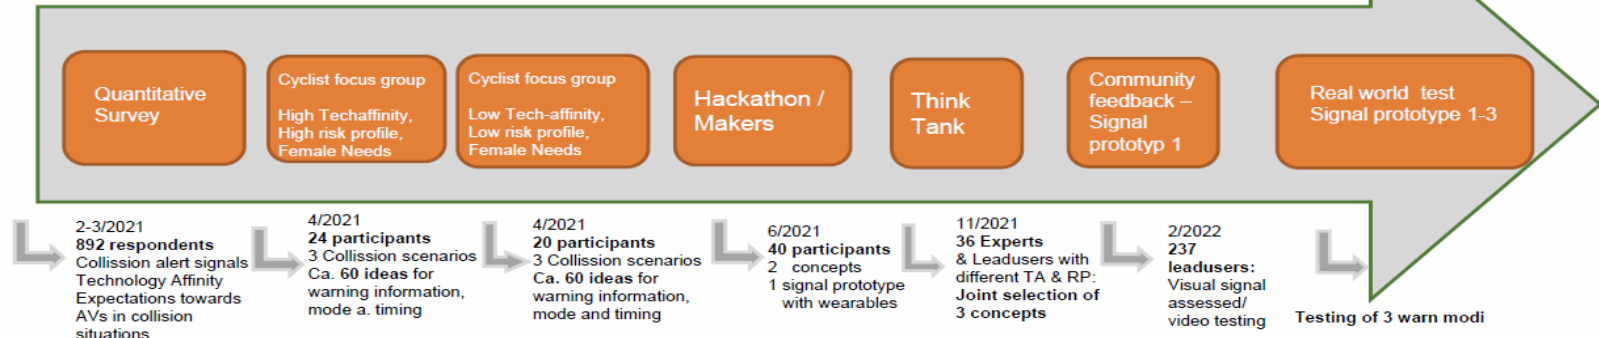 Quantitative
Survey
Cyclist focus group
High Techaffinity,
High risk profile,
Female Needs
Cyclist focus group
Low Tech-affinity,
Low risk profile,
Female Needs
Hackathon /
Makers
Think
Tank
Community
feedback –
Signal
prototyp 1
Real world test
Signal prototype 1-3
2-3/2021
892 respondents
Collission alert signals
Technology Affinity
Expectations towards
AVs in collision
situations
4/2021
24 participants
3 Collission scenarios
Ca. 60 ideas for
warning information,
mode a. timing
4/2021
20 participants
3 Collission scenarios
Ca. 60 ideas for
warning information,
mode and timing
6/2021
40 participants
2 concepts
1 signal prototype
with wearables
11/2021
36 Experts
& Leadusers with
different TA & RP:
Joint selection of
3 concepts
2/2022
237
leadusers:
Visual signal
assessed/
video testing
Testing of 3 warn modi